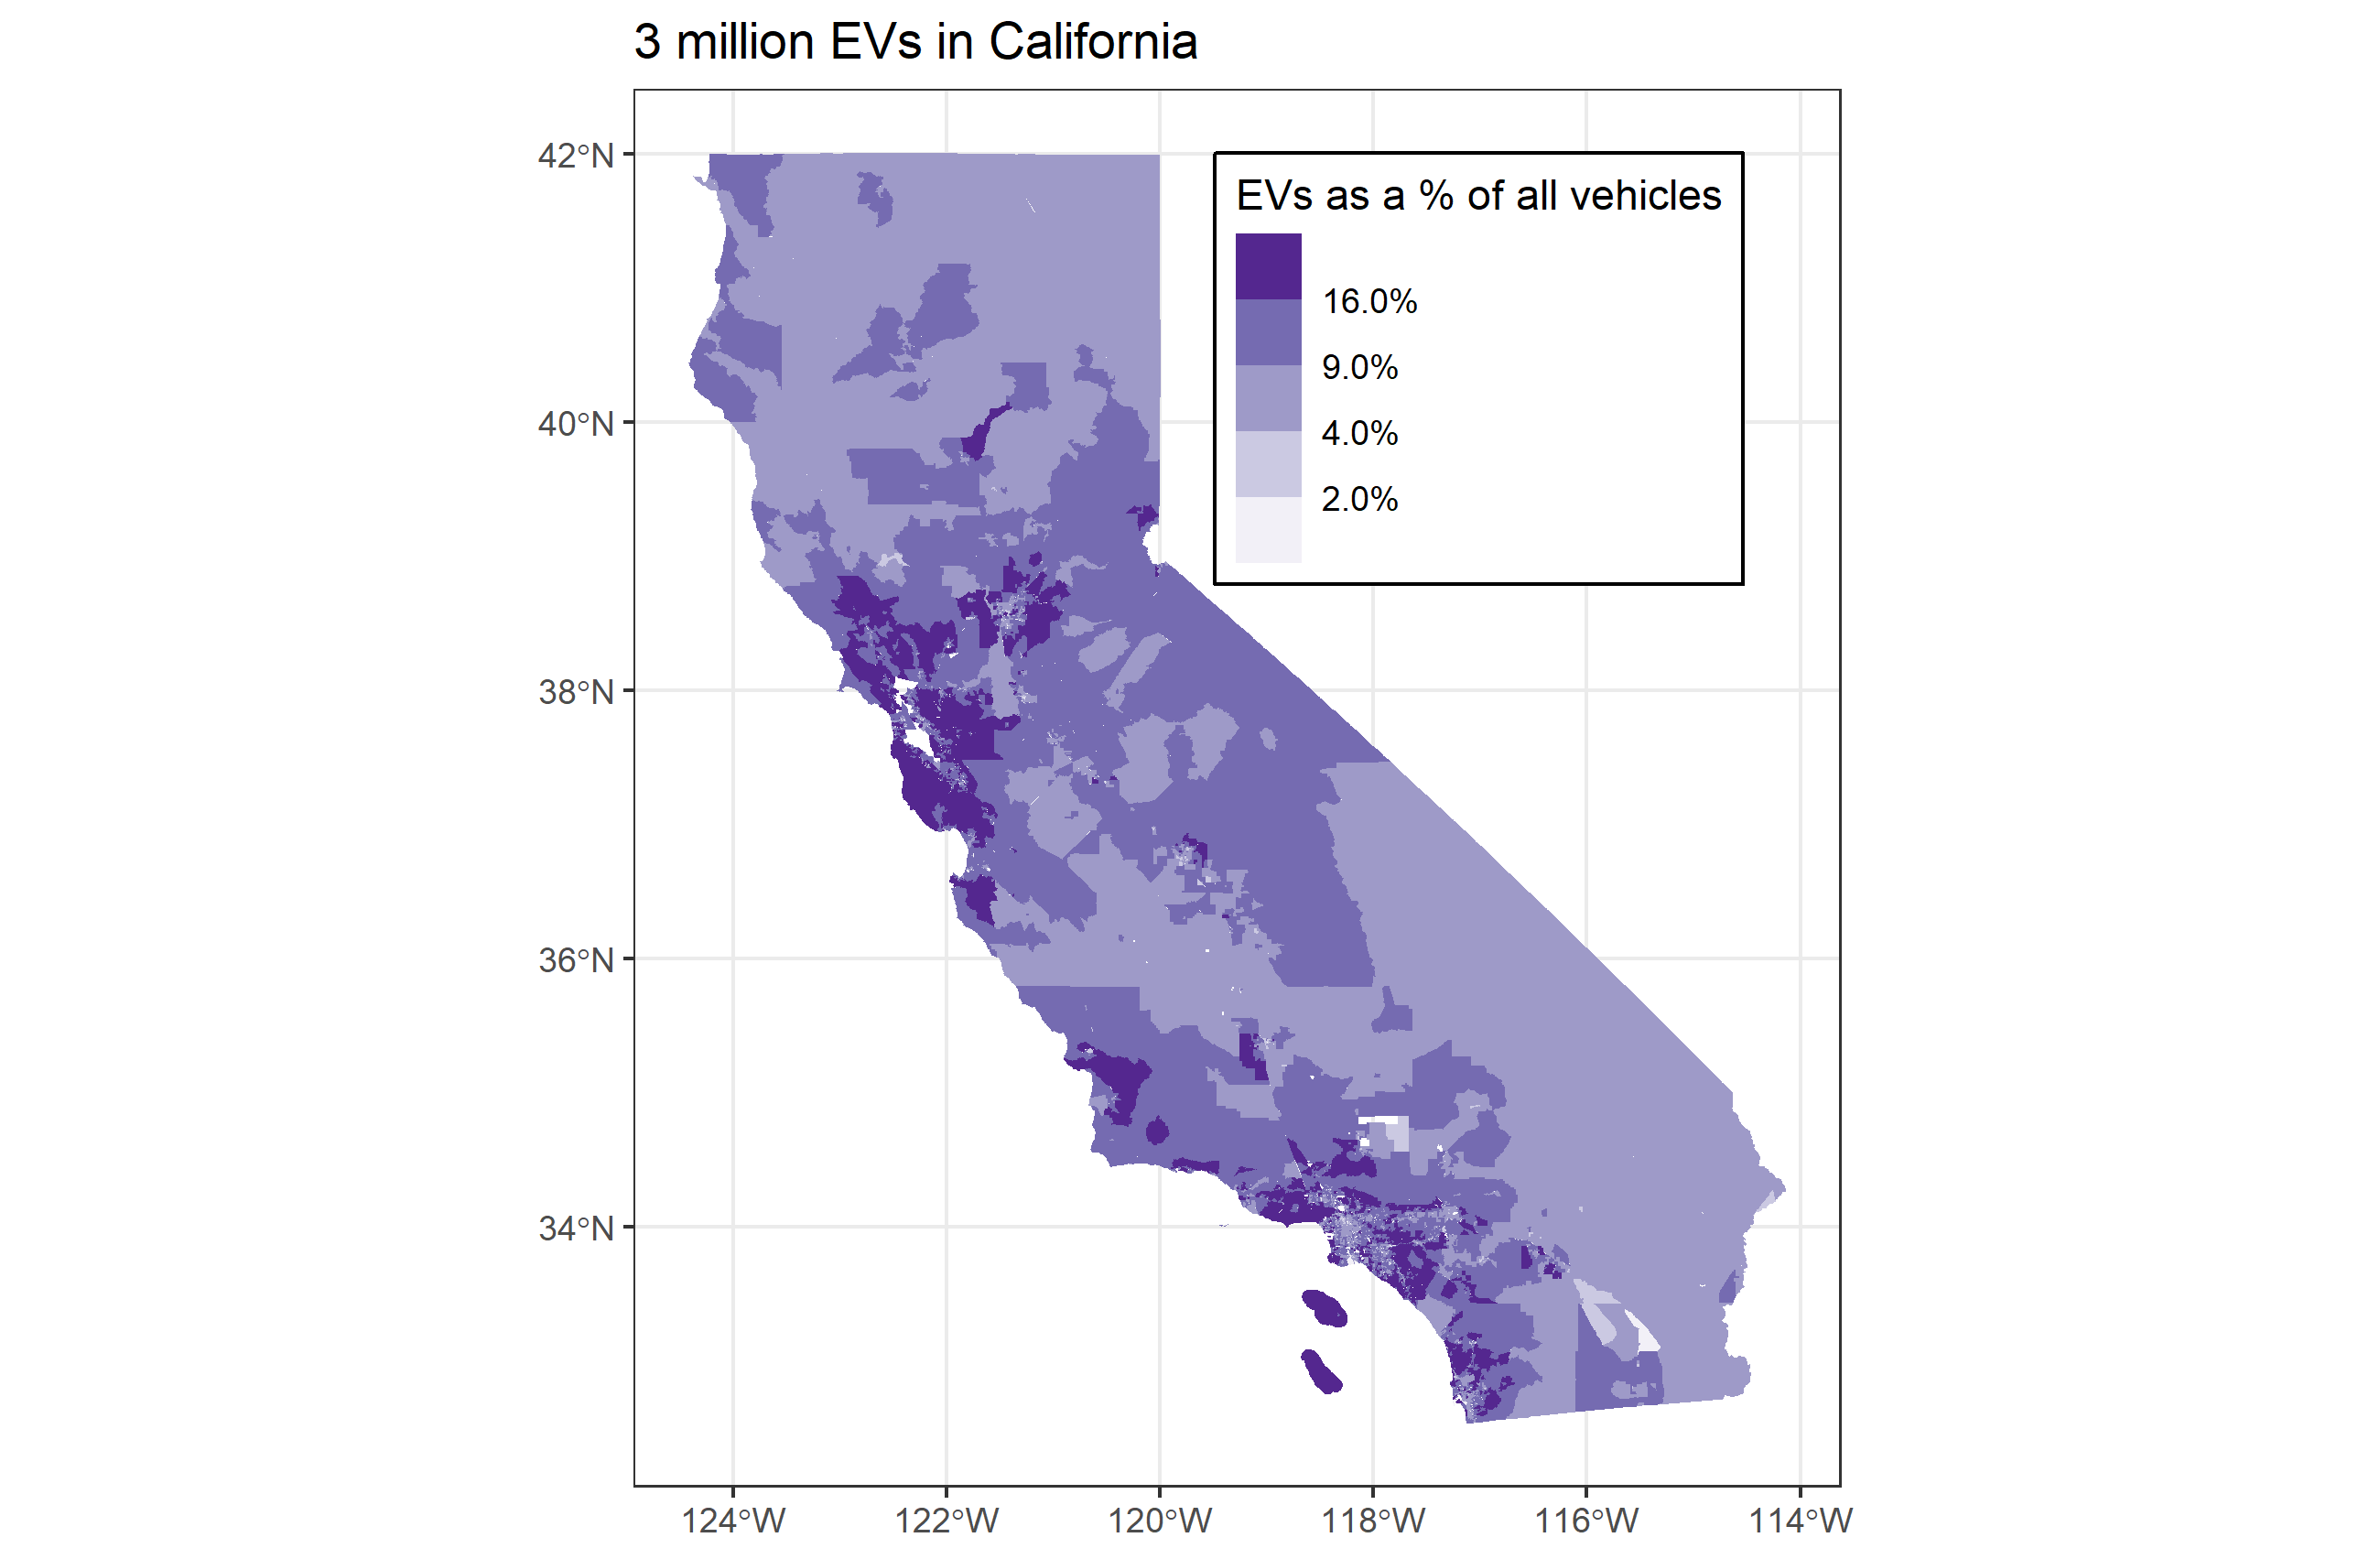 3 million EVs in California
42°N
40°N
38°N
36°N
34°N
EVs as a % of all vehicles
16.0%
9.0%
4.0%
2.0%
124°W 122°W 120°W 118°W 116°W 114°W